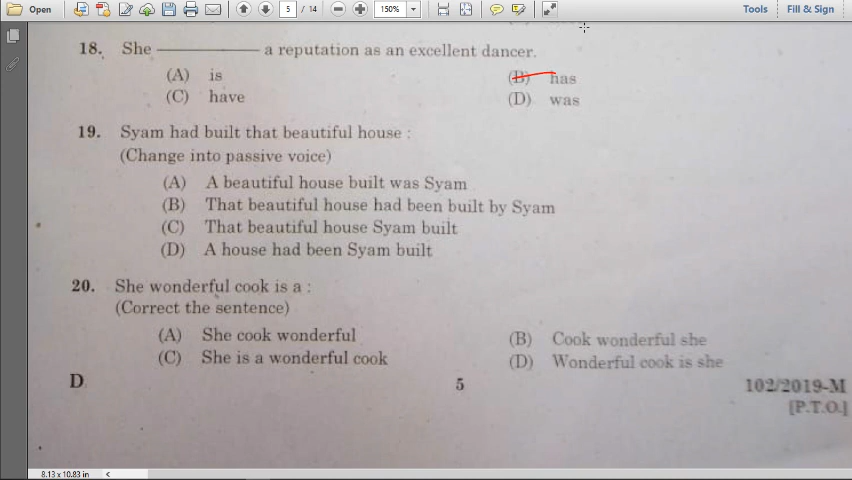 Open
5 / 14
150%
Tools
Fill & Sign
18. She ———— a reputation as an excellent dancer.
(A) is
(B) has
(C) have
(D) was
19. Syam had built that beautiful house :
(Change into passive voice)
(A) A beautiful house built was Syam
(B) That beautiful house had been built by Syam
(C) That beautiful house Syam built
(D) A house had been Syam built
20. She wonderful cook is a :
(Correct the sentence)
(A) She cook wonderful
(B) Cook wonderful she
(C) She is a wonderful cook
(D) Wonderful cook is she
D
5
102/2019-M
[P.T.O.]
8.13 x 10.83 in